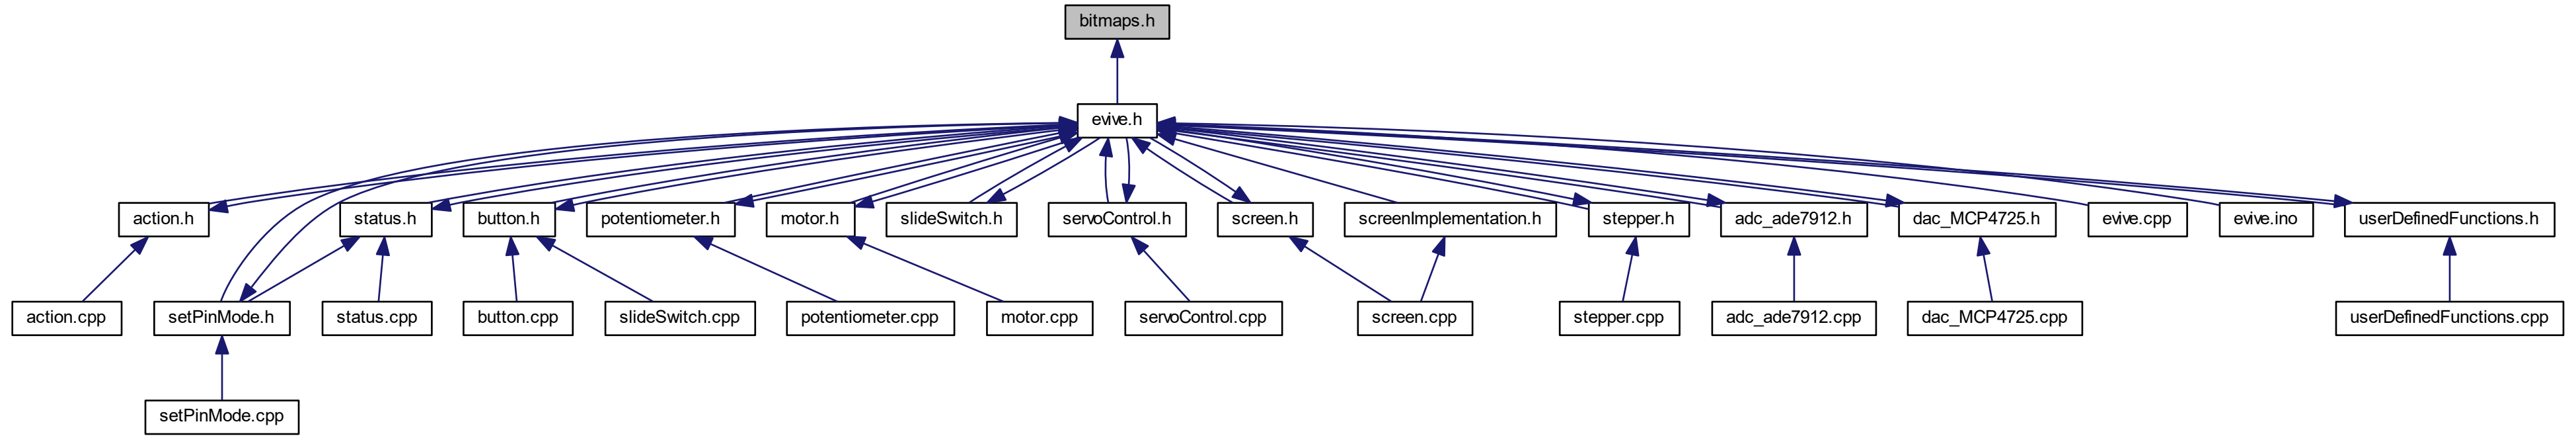 bitmaps.h
evive.h
action.h
status.h
button.h
potentiometer.h
motor.h
slideSwitch.h
servoControl.h
screen.h
screenImplementation.h
stepper.h
adc_ade7912.h
dac_MCP4725.h
evive.cpp
evive.ino
userDefinedFunctions.h
action.cpp
setPinMode.h
status.cpp
button.cpp
slideSwitch.cpp
potentiometer.cpp
motor.cpp
servoControl.cpp
screen.cpp
stepper.cpp
adc_ade7912.cpp
dac_MCP4725.cpp
userDefinedFunctions.cpp
setPinMode.cpp